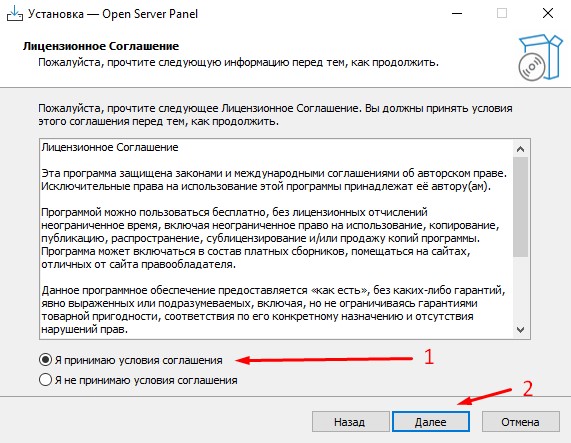 Установка — Open Server Panel
Лицензионное Соглашение
Пожалуйста, прочтите следующую информацию перед тем, как продолжить.
Пожалуйста, прочтите следующее Лицензионное Соглашение. Вы должны принять условия
этого соглашения перед тем, как продолжить.
Лицензионное Соглашение
Эта программа защищена законами и международными соглашениями об авторском праве.
Исключительные права на использование этой программы принадлежат её автору(ам).
Программой можно пользоваться бесплатно, без лицензионных отчислений
неограниченное время, включая неограниченное право на использование, копирование,
публикацию, распространение, сублицензирование и/или продажу копий программы.
Программа может включаться в состав платных сборников, помещаться на сайтах,
отличных от сайта правообладателя.
Данное программное обеспечение предоставляется «как есть», без каких-либо гарантий,
явно выраженных или подразумеваемых, включая, но не ограничиваясь гарантиями
товарной пригодности, соответствия по его конкретному назначению и отсутствия
нарушений прав.
Я принимаю условия соглашения
1
Я не принимаю условия соглашения
2
Назад
Далее
Отмена